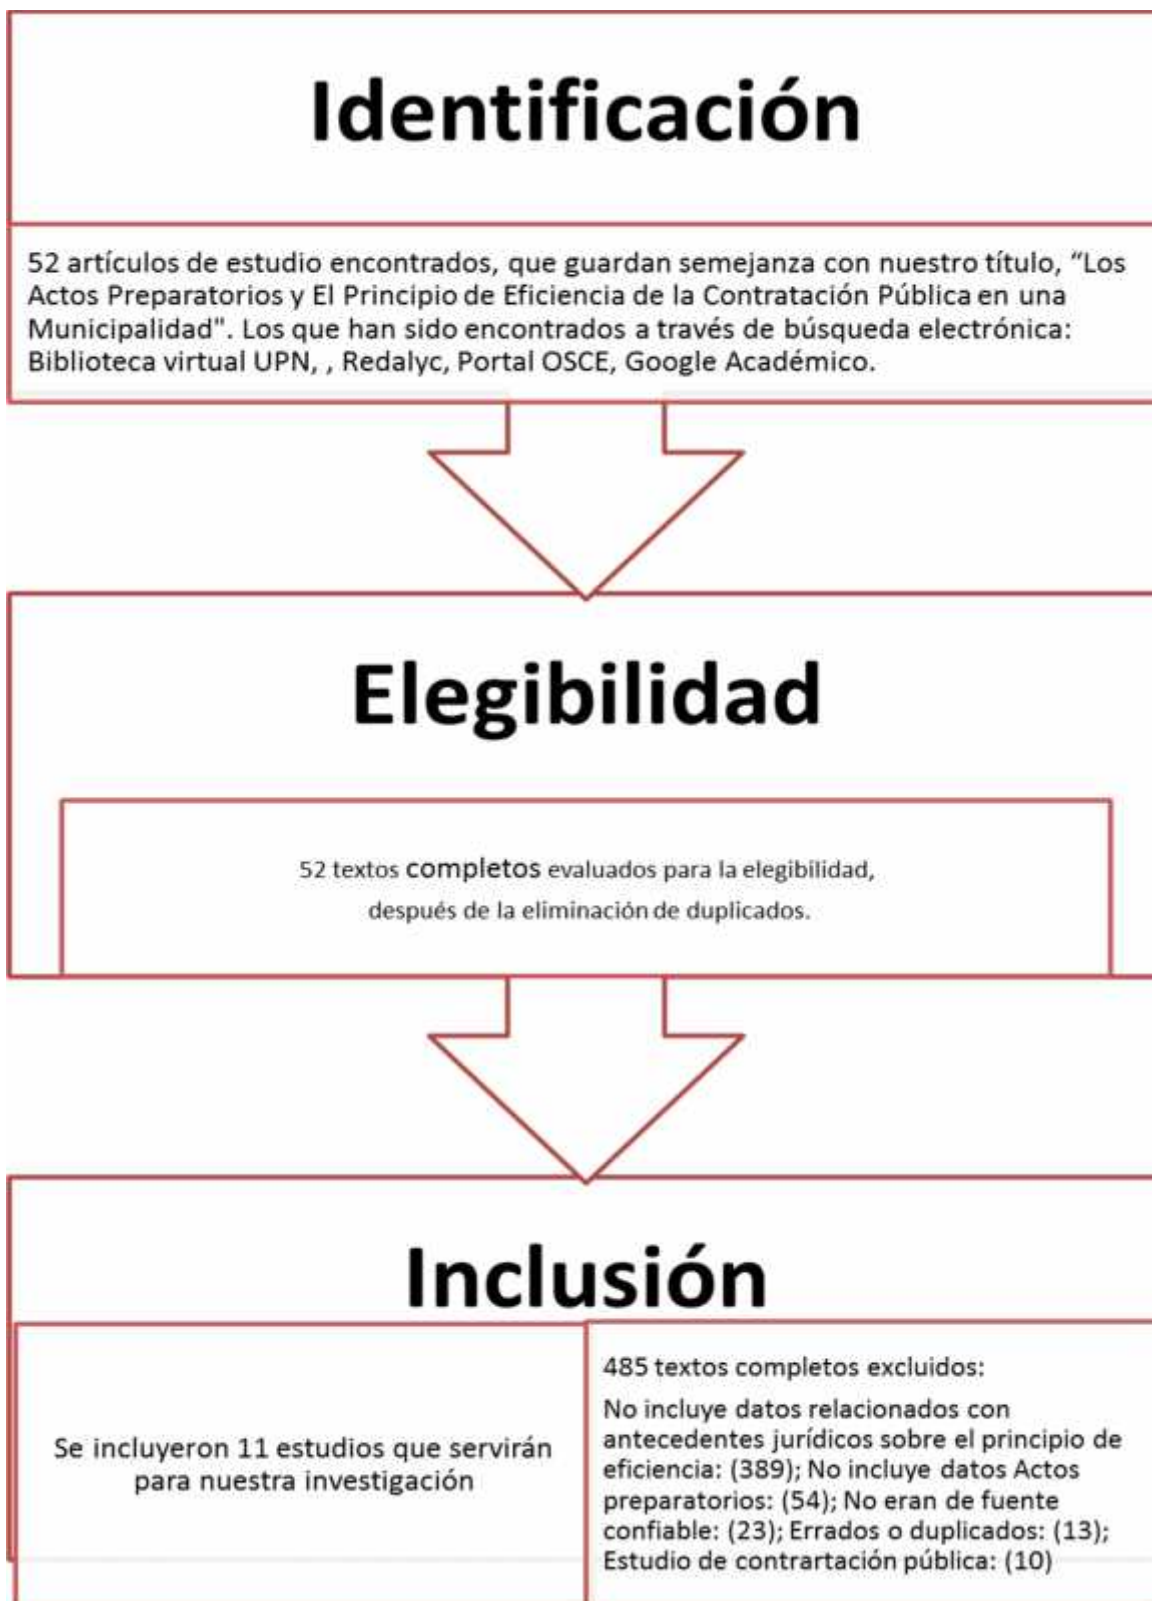 Identificación
52 artículos de estudio encontrados, que guardan semejanza con nuestro título, “Los
Actos Preparatorios y El Principio de Eficiencia de la Contratación Pública en una
Municipalidad". Los que han sido encontrados a través de búsqueda electrónica:
Biblioteca virtual UPN, , Redalyc, Portal OSCE, Google Académico.
Elegibilidad
52 textos completos evaluados para la elegibilidad,
después de la eliminación de duplicados.
Inclusión
Se incluyeron 11 estudios que servirán
para nuestra investigación
485 textos completos excluidos:
No incluye datos relacionados con
antecedentes jurídicos sobre el principio de
eficiencia: (389); No incluye datos Actos
preparatorios: (54); No eran de fuente
confiable: (23); Errados o duplicados: (13);
Estudio de contrartación pública: (10)